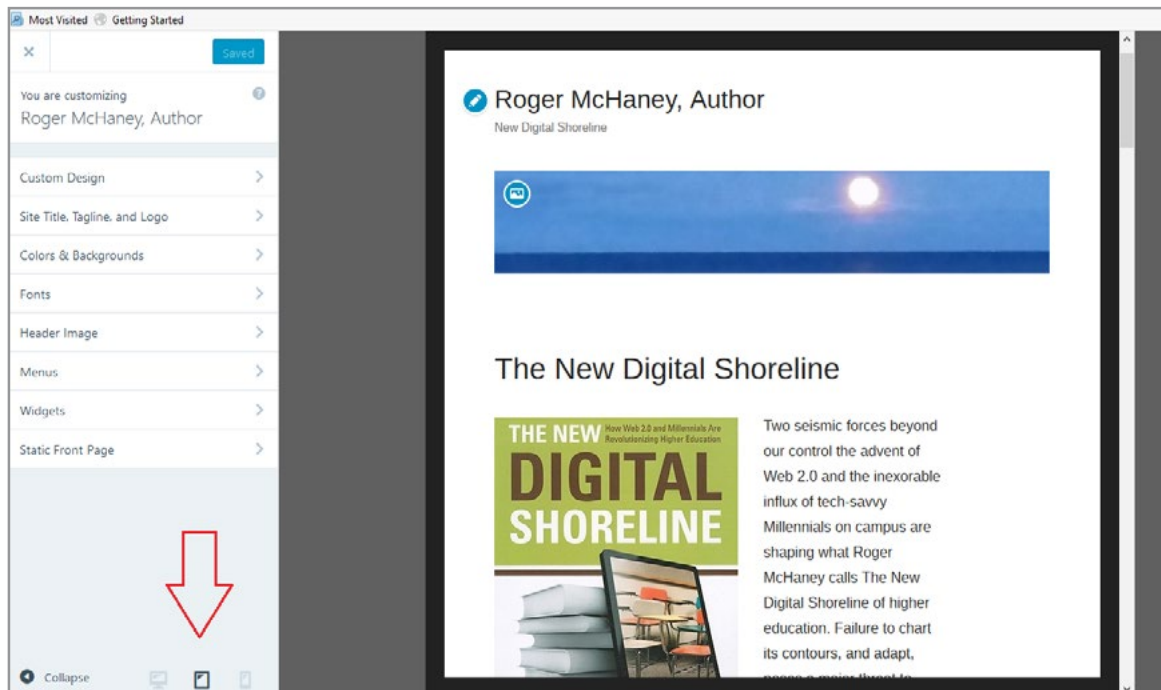 Most Visited Getting Started
Saved
You are customizing
Roger McHaney, Author
Custom Design
Site Title, Tagline, and Logo
Colors & Backgrounds
Fonts
Header Image
Menus
Widgets
Static Front Page
Collapse
Roger McHaney, Author
New Digital Shoreline
The New Digital Shoreline
THE NEW How Web 2.0 and Millennials Are
Revolutionizing Higher Education
DIGITAL
SHORELINE
Two seismic forces beyond
our control the advent of
Web 2.0 and the inexorable
influx of tech-savvy
Millennials on campus are
shaping what Roger
McHaney calls The New
Digital Shoreline of higher
education. Failure to chart
its contours, and adapt,